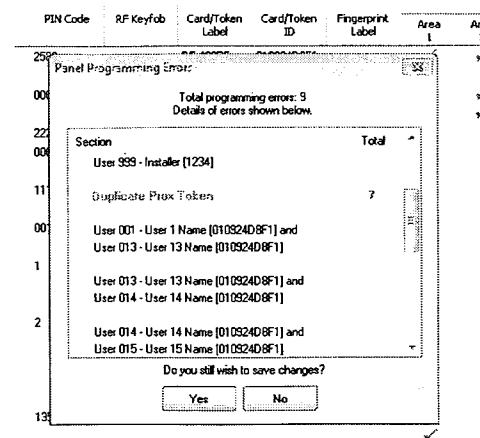 PIN Code RF Keyfob Card/Token Label Card/Token ID Fingerprint Label Area 1
Panel Programming Errors
Total programming errors: 9
Details of errors shown below.
Section Total
User 999 - Installer [1234]
Duplicate Prox Token 7
User 001 - User 1 Name [010924D8F1] and
User 013 - User 13 Name [010924D8F1]
User 013 - User 13 Name [010924D8F1] and
User 014 - User 14 Name [010924D8F1]
User 014 - User 14 Name [010924D8F1] and
User 015 - User 15 Name [010924D8F1]
Do you still wish to save changes?
Yes No